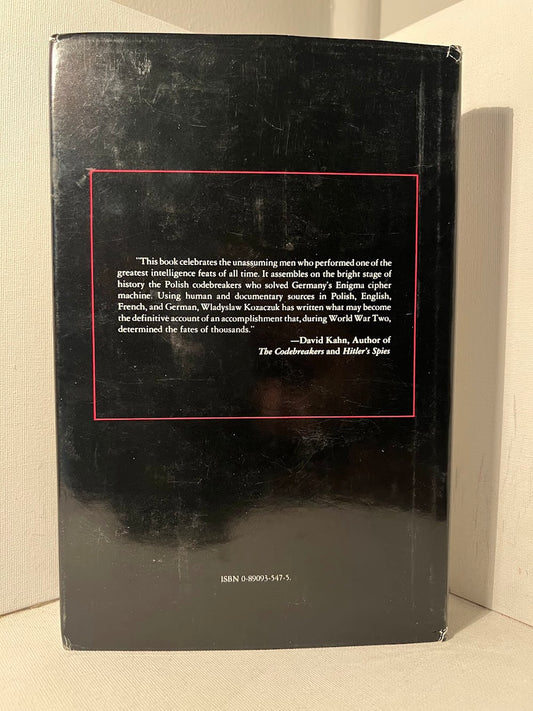 "This book celebrates the unassuming men who performed one of the
greatest intelligence feats of all time. It assembles on the bright stage of
history the Polish codebreakers who solved Germany's Enigma cipher
machine. Using human and documentary sources in Polish, English,
French, and German, Wladyslaw Kozaczuk has written what may become
the definitive account of an accomplishment that, during World War Two,
determined the fates of thousands."
—David Kahn, Author of
The Codebreakers and Hitler's Spies
ISBN 0-89093-547-5.